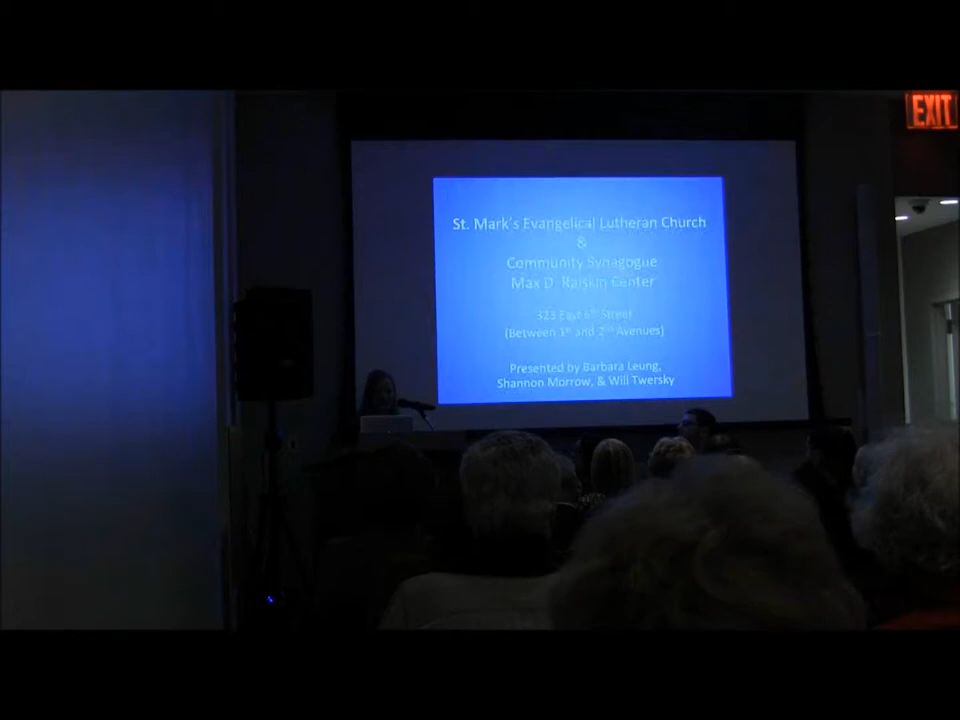 EXIT
St. Mark's Evangelical Lutheran Church
&
Community Synagogue
Max D. Raiskin Center
323 East 6th Street
(Between 1st and 2nd Avenues)
Presented by Barbara Leung,
Shannon Morrow, & Will Twersky